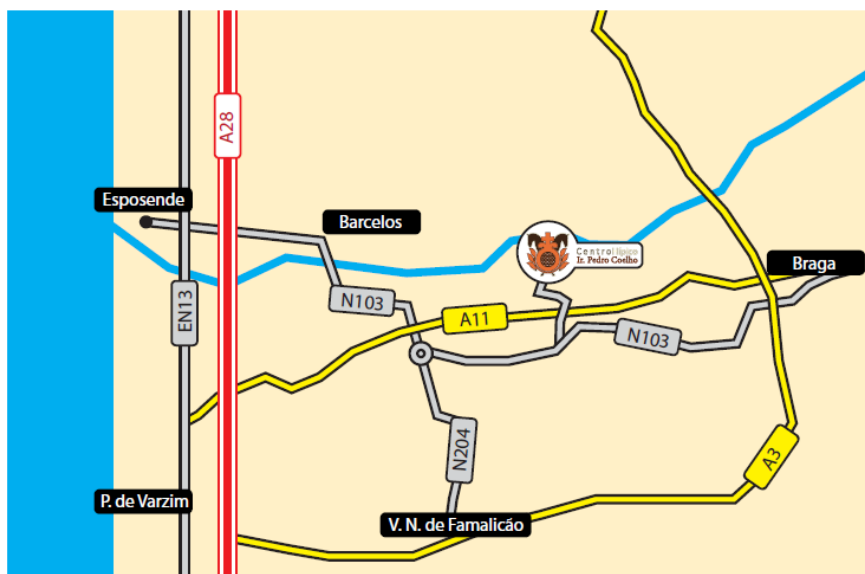 A28
Esposende
Barcelos
Centro Hípico
Ir. Pedro Coelho
Braga
EN13
N103
A11
N103
N204
A3
P. de Varzim
V. N. de Famalicão